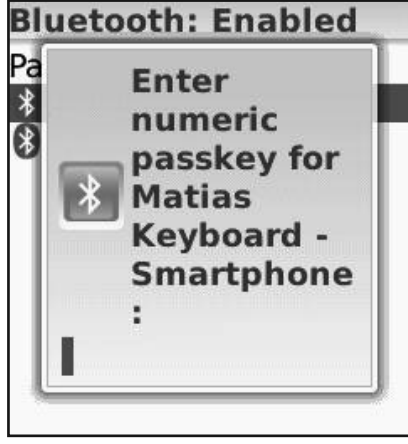 Bluetooth: Enabled
Pa
Enter
numeric
passkey for
Matias
Keyboard -
Smartphone
: